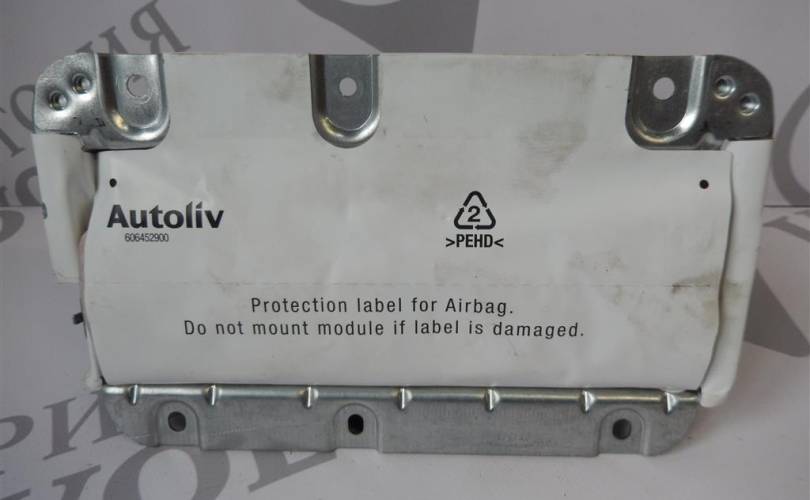 Autoliv
606452900
2
>PEHD<
Protection label for Airbag.
Do not mount module if label is damaged.